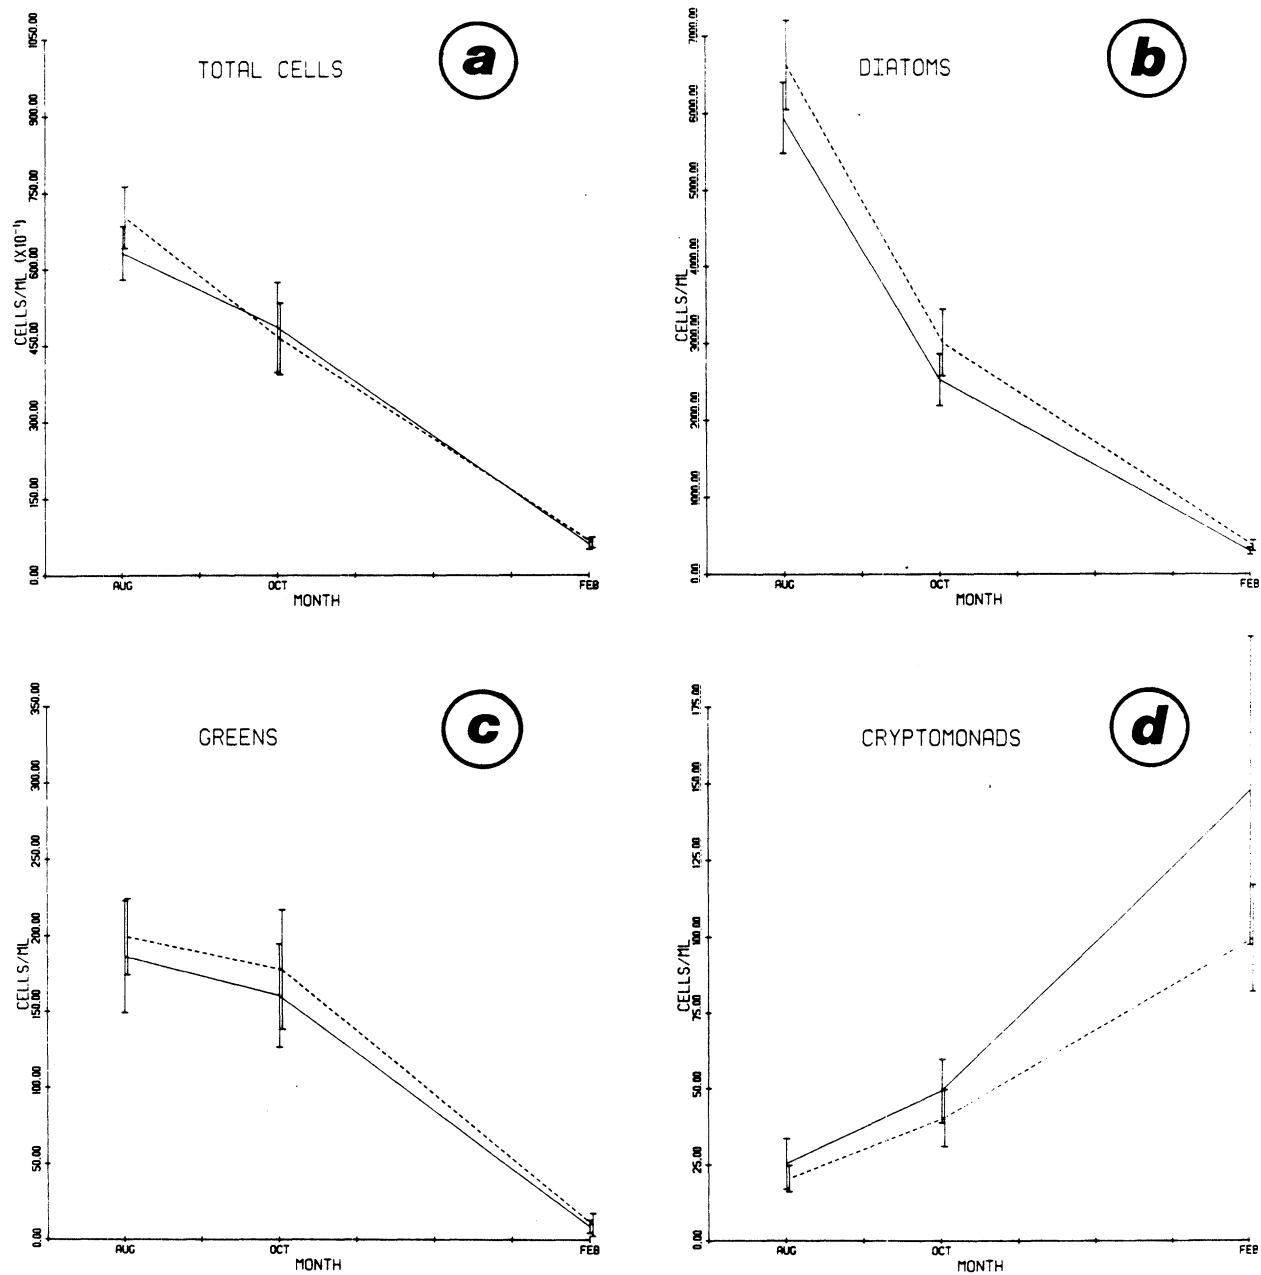 TOTAL CELLS
a
CELLS/ML (X10⁻¹)
1050.00
900.00
750.00
600.00
450.00
300.00
150.00
0.00
AUG OCT FEB
MONTH
DIATOMS
b
CELLS/ML
7000.00
6000.00
5000.00
4000.00
3000.00
2000.00
1000.00
0.00
AUG OCT FEB
MONTH
GREENS
c
CELLS/ML
350.00
300.00
250.00
200.00
150.00
100.00
50.00
0.00
AUG OCT FEB
MONTH
CRYPTOMONADS
d
CELLS/ML
175.00
150.00
125.00
100.00
75.00
50.00
25.00
0.00
AUG OCT FEB
MONTH